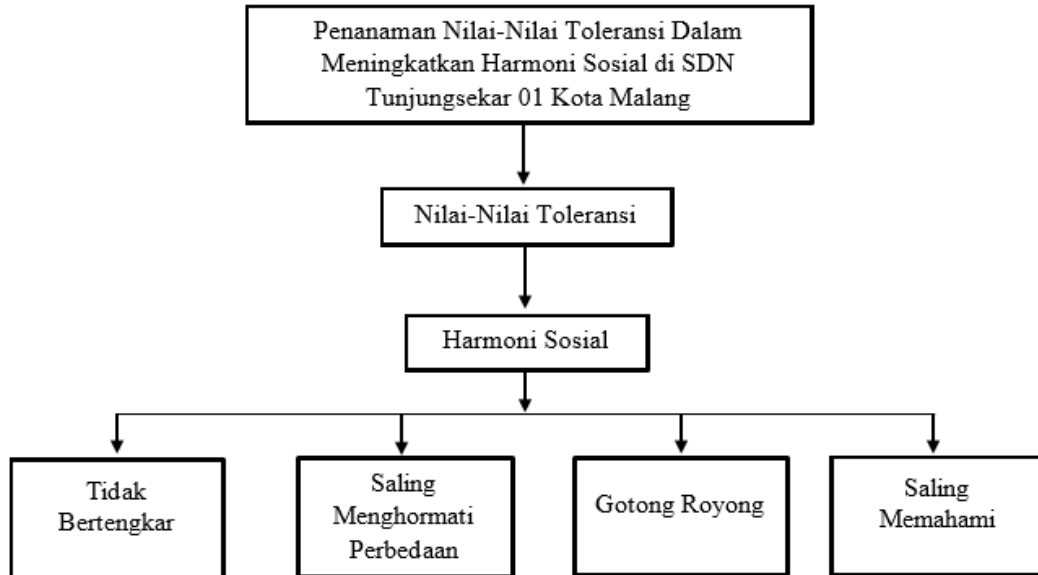 Penanaman Nilai-Nilai Toleransi Dalam
Meningkatkan Harmoni Sosial di SDN
Tunjungsekar 01 Kota Malang
Nilai-Nilai Toleransi
Harmoni Sosial
Tidak
Bertengkar
Saling
Menghormati
Perbedaan
Gotong Royong
Saling
Memahami